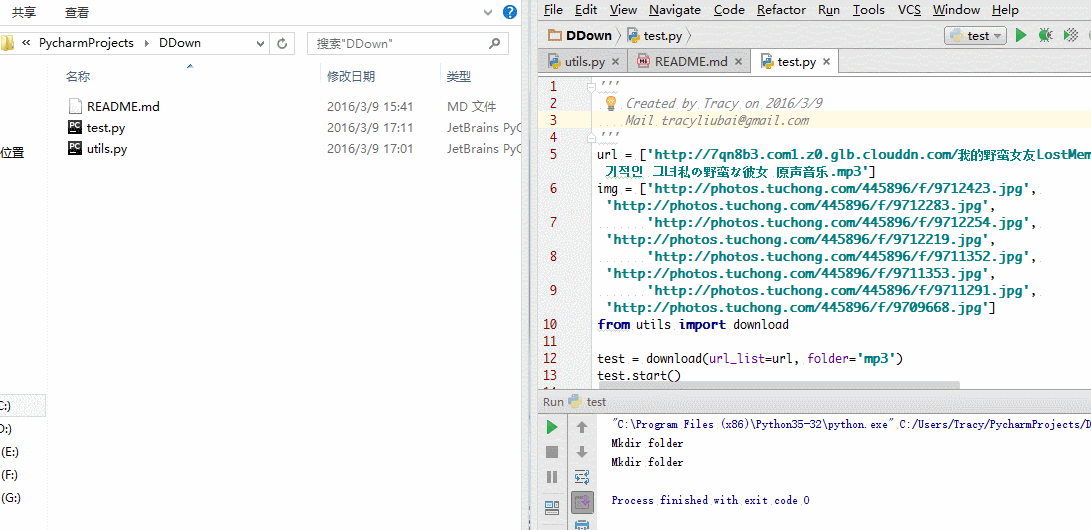 共享 查看
PycharmProjects DDown 搜索"DDown"
名称 修改日期 类型
README.md 2016/3/9 15:41 MD 文件
test.py 2016/3/9 17:11 JetBrains PyC
utils.py 2016/3/9 17:01 JetBrains PyC
位置
C:)
D:)
(E:)
(F:)
(G:)
File Edit View Navigate Code Refactor Run Tools VCS Window Help
DDown test.py test
utils.py README.md test.py
1 '''
2 Created by Tracy on 2016/3/9
3 Mail tracyliubai@gmail.com
4 '''
5 url = ['http://7qn8b3.com1.z0.glb.clouddn.com/我的野蛮女友LostMem
기적인 그녀私の野蛮な彼女 原声音乐.mp3']
6 img = ['http://photos.tuchong.com/445896/f/9712423.jpg',
'http://photos.tuchong.com/445896/f/9712283.jpg',
7 'http://photos.tuchong.com/445896/f/9712254.jpg',
'http://photos.tuchong.com/445896/f/9712219.jpg',
8 'http://photos.tuchong.com/445896/f/9711352.jpg',
'http://photos.tuchong.com/445896/f/9711353.jpg',
9 'http://photos.tuchong.com/445896/f/9711291.jpg',
'http://photos.tuchong.com/445896/f/9709668.jpg']
10 from utils import download
11
12 test = download(url_list=url, folder='mp3')
13 test.start()
Run test
"C:\Program Files (x86)\Python35-32\python.exe" C:/Users/Tracy/PycharmProjects/D
Mkdir folder
Mkdir folder
Process finished with exit code 0